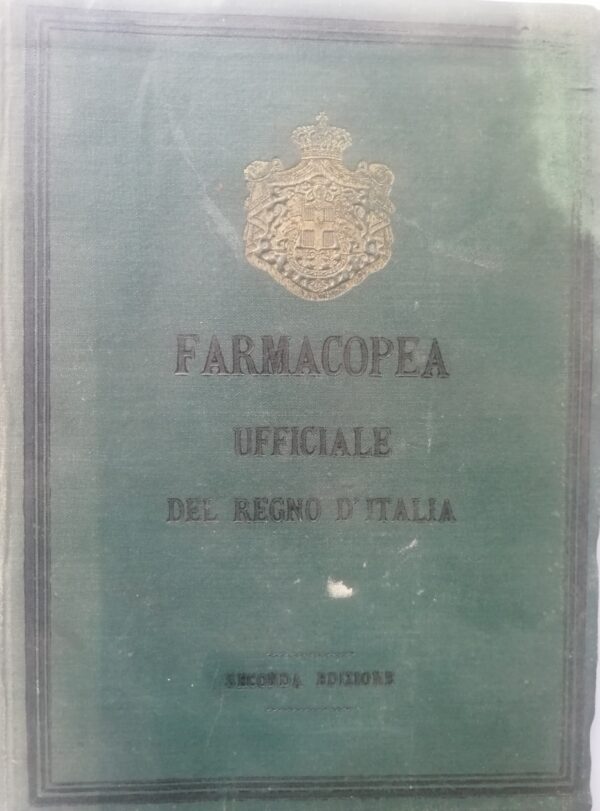 FARMACOPEA
UFFICIALE
DEL REGNO D'ITALIA
SECONDA EDIZIONE